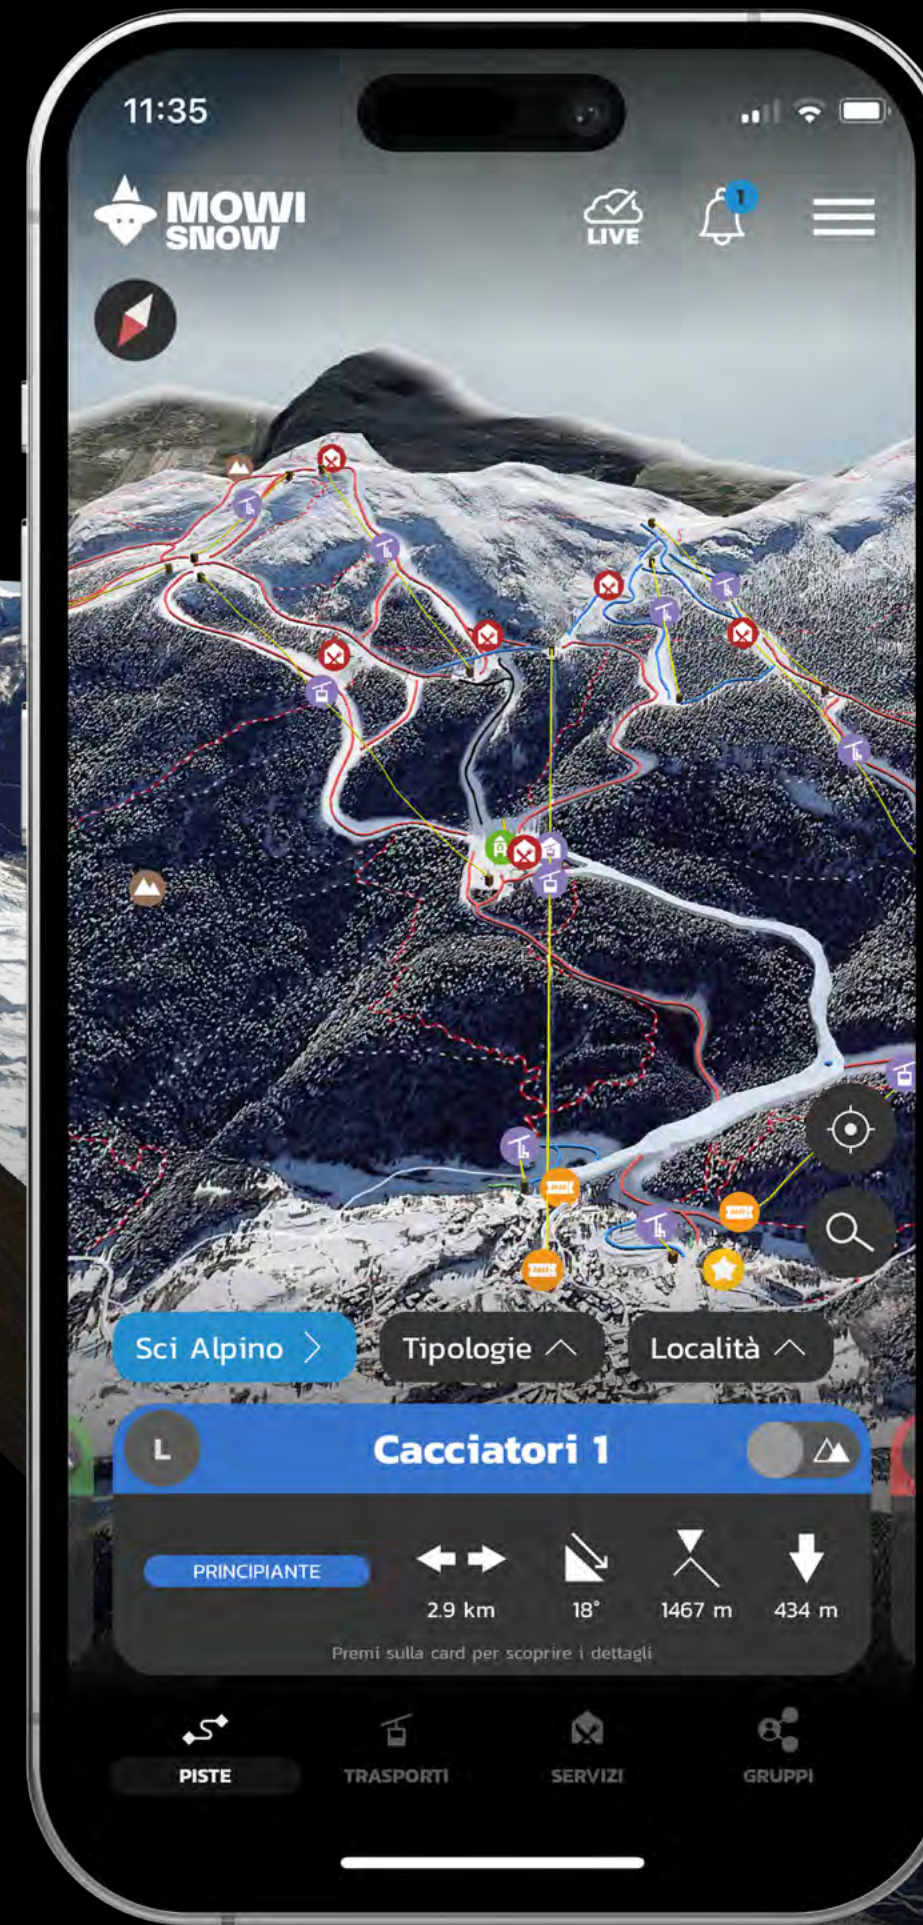 11:35
MOWI
SNOW
LIVE
1
Sci Alpino
Tipologie
Località
L
Cacciatori 1
PRINCIPIANTE
2.9 km
18°
1467 m
434 m
Premi sulla card per scoprire i dettagli
PISTE
TRASPORTI
SERVIZI
GRUPPI